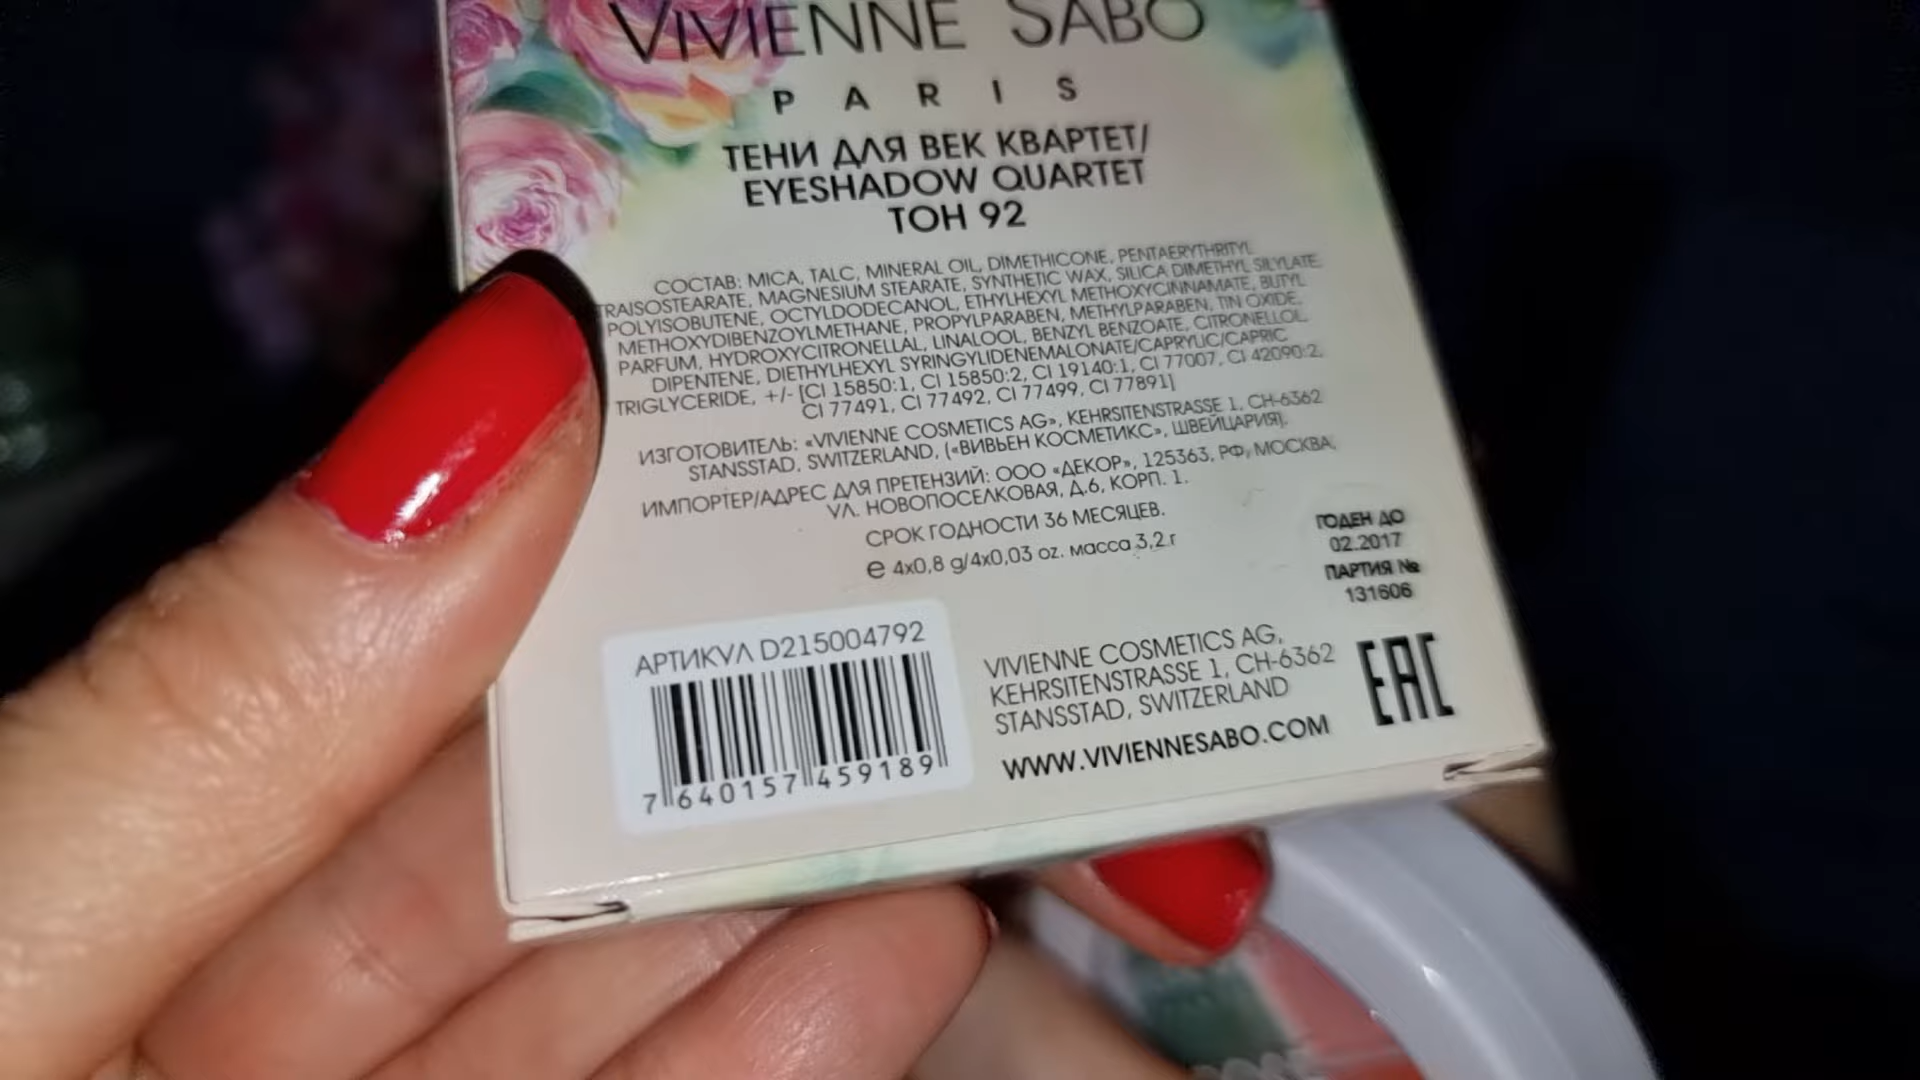 VIVIENNE SABO
PARIS
ТЕНИ ДЛЯ ВЕК КВАРТЕТ/
EYESHADOW QUARTET
ТОН 92
СОСТАВ: MICA, TALC, MINERAL OIL, DIMETHICONE, PENTAERYTHRITYL
TRAISOSTEARATE, MAGNESIUM STEARATE, SYNTHETIC WAX, SILICA DIMETHYL SILYLATE,
POLYISOBUTENE, OCTYLDODECANOL, ETHYLHEXYL METHOXYCINNAMATE, BUTYL
METHOXYDIBENZOYLMETHANE, PROPYLPARABEN, METHYLPARABEN, TIN OXIDE,
PARFUM, HYDROXYCITRONELLAL, LINALOOL, BENZYL BENZOATE, CITRONELLOL,
DIPENTENE, DIETHYLHEXYL SYRINGYLIDENEMALONATE/CAPRYLIC/CAPRIC
TRIGLYCERIDE, +/- [CI 15850:1, CI 15850:2, CI 19140:1, CI 77007, CI 42090:2,
CI 77491, CI 77492, CI 77499, CI 77891]
ИЗГОТОВИТЕЛЬ: «VIVIENNE COSMETICS AG», KEHRSITENSTRASSE 1, CH-6362
STANSSTAD, SWITZERLAND, («ВИВЬЕН КОСМЕТИКС», ШВЕЙЦАРИЯ).
ИМПОРТЕР/АДРЕС ДЛЯ ПРЕТЕНЗИЙ: ООО «ДЕКОР», 125363, РФ, МОСКВА,
УЛ. НОВОПОСЕЛКОВАЯ, Д.6, КОРП. 1.
СРОК ГОДНОСТИ 36 МЕСЯЦЕВ.
℮ 4x0,8 g/4x0,03 oz. масса 3,2 г
ГОДЕН ДО
02.2017
ПАРТИЯ №
131606
АРТИКУЛ D215004792
7 640157 459189
VIVIENNE COSMETICS AG,
KEHRSITENSTRASSE 1, CH-6362
STANSSTAD, SWITZERLAND
WWW.VIVIENNESABO.COM
EAC